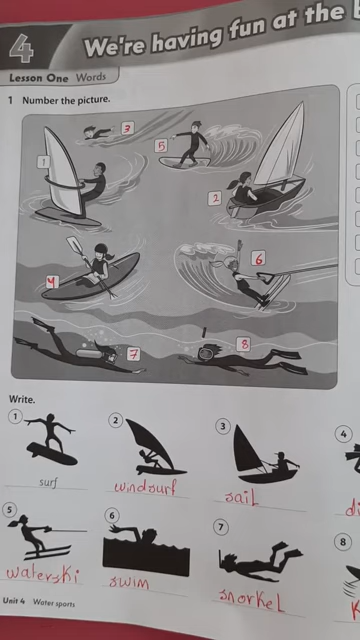 4
We're having fun at the
Lesson One Words
1 Number the picture.
3
5
1
2
6
4
7
8
Write.
1
2
3
4
surf
windsurf
sail
di
5
6
7
8
waterski
swim
snorkel
K
Unit 4 Water sports